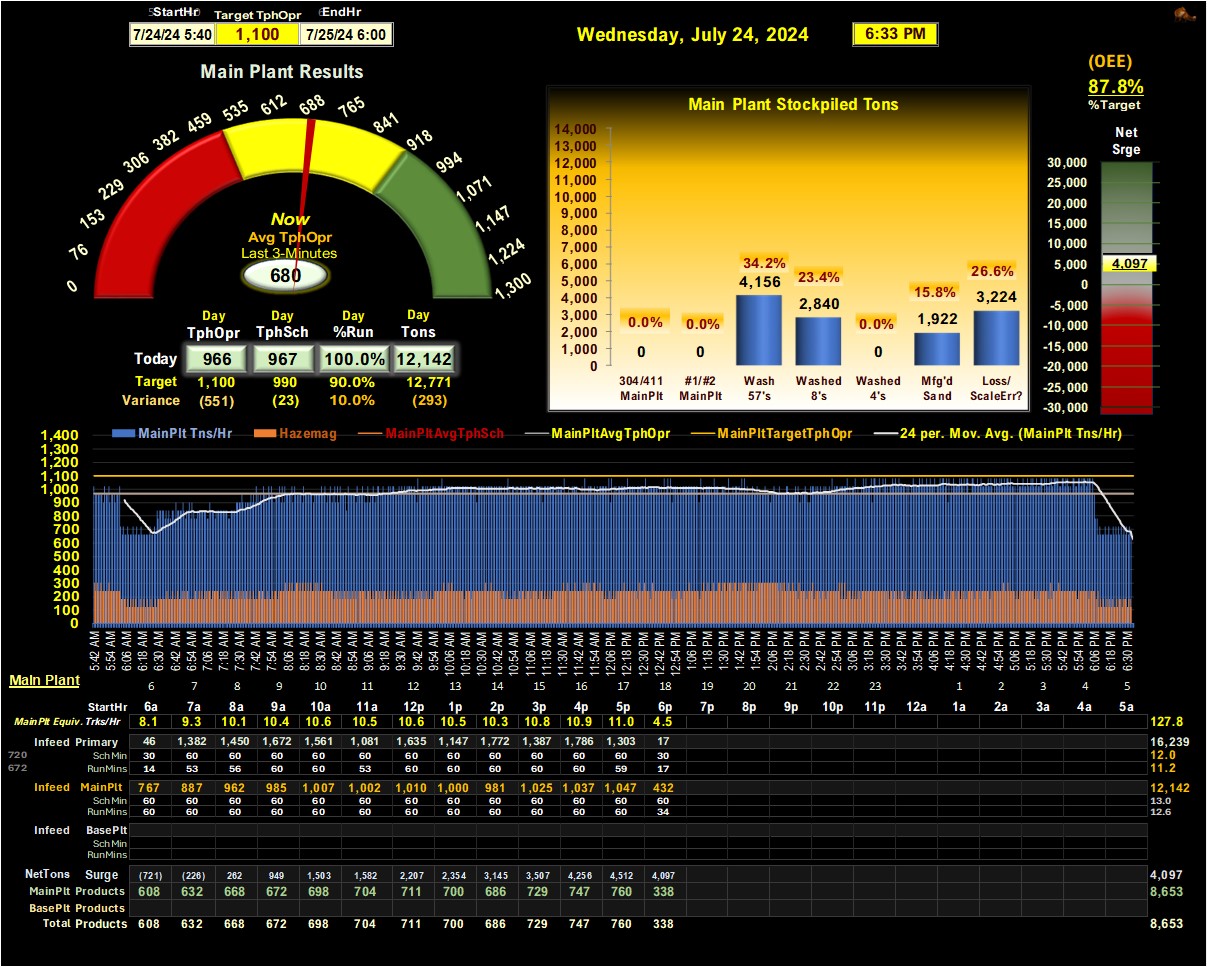 StartHr Target TphOpr EndHr
7/24/24 5:40 1,100 7/25/24 6:00
Wednesday, July 24, 2024 6:33 PM
Main Plant Results
0 76 153 229 306 382 459 535 612 688 765 841 918 994 1,071 1,147 1,224 1,300
Now
Avg TphOpr
Last 3-Minutes
680
Day Day Day Day
TphOpr TphSch %Run Tons
Today 966 967 100.0% 12,142
Target 1,100 990 90.0% 12,771
Variance (551) (23) 10.0% (293)
Main Plant Stockpiled Tons
14,000
13,000
12,000
11,000
10,000
9,000
8,000
7,000
6,000
5,000
4,000
3,000
2,000
1,000
0
0.0% 0.0% 34.2% 23.4% 0.0% 15.8% 26.6%
0 0 4,156 2,840 0 1,922 3,224
304/411 #1/#2 Wash Washed Washed Mfg'd Loss/
MainPlt MainPlt 57's 8's 4's Sand ScaleErr?
(OEE)
87.8%
%Target
Net
Srge
30,000
25,000
20,000
15,000
10,000
5,000
0
-5,000
-10,000
-15,000
-20,000
-25,000
-30,000
4,097
MainPlt Tns/Hr Hazemag MainPltAvgTphSch MainPltAvgTphOpr MainPltTargetTphOpr 24 per. Mov. Avg. (MainPlt Tns/Hr)
1,400
1,300
1,200
1,100
1,000
900
800
700
600
500
400
300
200
100
0
5:42 AM 5:54 AM 6:06 AM 6:18 AM 6:30 AM 6:42 AM 6:54 AM 7:06 AM 7:18 AM 7:30 AM 7:42 AM 7:54 AM 8:06 AM 8:18 AM 8:30 AM 8:42 AM 8:54 AM 9:06 AM 9:18 AM 9:30 AM 9:42 AM 9:54 AM 10:06 AM 10:18 AM 10:30 AM 10:42 AM 10:54 AM 11:06 AM 11:18 AM 11:30 AM 11:42 AM 11:54 AM 12:06 PM 12:18 PM 12:30 PM 12:42 PM 12:54 PM 1:06 PM 1:18 PM 1:30 PM 1:42 PM 1:54 PM 2:06 PM 2:18 PM 2:30 PM 2:42 PM 2:54 PM 3:06 PM 3:18 PM 3:30 PM 3:42 PM 3:54 PM 4:06 PM 4:18 PM 4:30 PM 4:42 PM 4:54 PM 5:06 PM 5:18 PM 5:30 PM 5:42 PM 5:54 PM 6:06 PM 6:18 PM 6:30 PM
Main Plant
6 7 8 9 10 11 12 13 14 15 16 17 18 19 20 21 22 23 1 2 3 4 5
StartHr 6a 7a 8a 9a 10a 11a 12p 1p 2p 3p 4p 5p 6p 7p 8p 9p 10p 11p 12a 1a 2a 3a 4a 5a
MainPlt Equiv. Trks/Hr 8.1 9.3 10.1 10.4 10.6 10.5 10.6 10.5 10.3 10.8 10.9 11.0 4.5 127.8
Infeed Primary 46 1,382 1,450 1,672 1,561 1,081 1,635 1,147 1,772 1,387 1,786 1,303 17 16,239
720 SchMin 30 60 60 60 60 60 60 60 60 60 60 60 30 12.0
672 RunMins 14 53 56 60 60 53 60 60 60 60 60 59 17 11.2
Infeed MainPlt 767 887 962 985 1,007 1,002 1,010 1,000 981 1,025 1,037 1,047 432 12,142
SchMin 60 60 60 60 60 60 60 60 60 60 60 60 60 13.0
RunMins 60 60 60 60 60 60 60 60 60 60 60 60 34 12.6
Infeed BasePlt
SchMin
RunMins
NetTons Surge (721) (226) 262 949 1,503 1,582 2,207 2,354 3,145 3,507 4,256 4,512 4,097 4,097
MainPlt Products 608 632 668 672 698 704 711 700 686 729 747 760 338 8,653
BasePlt Products
Total Products 608 632 668 672 698 704 711 700 686 729 747 760 338 8,653